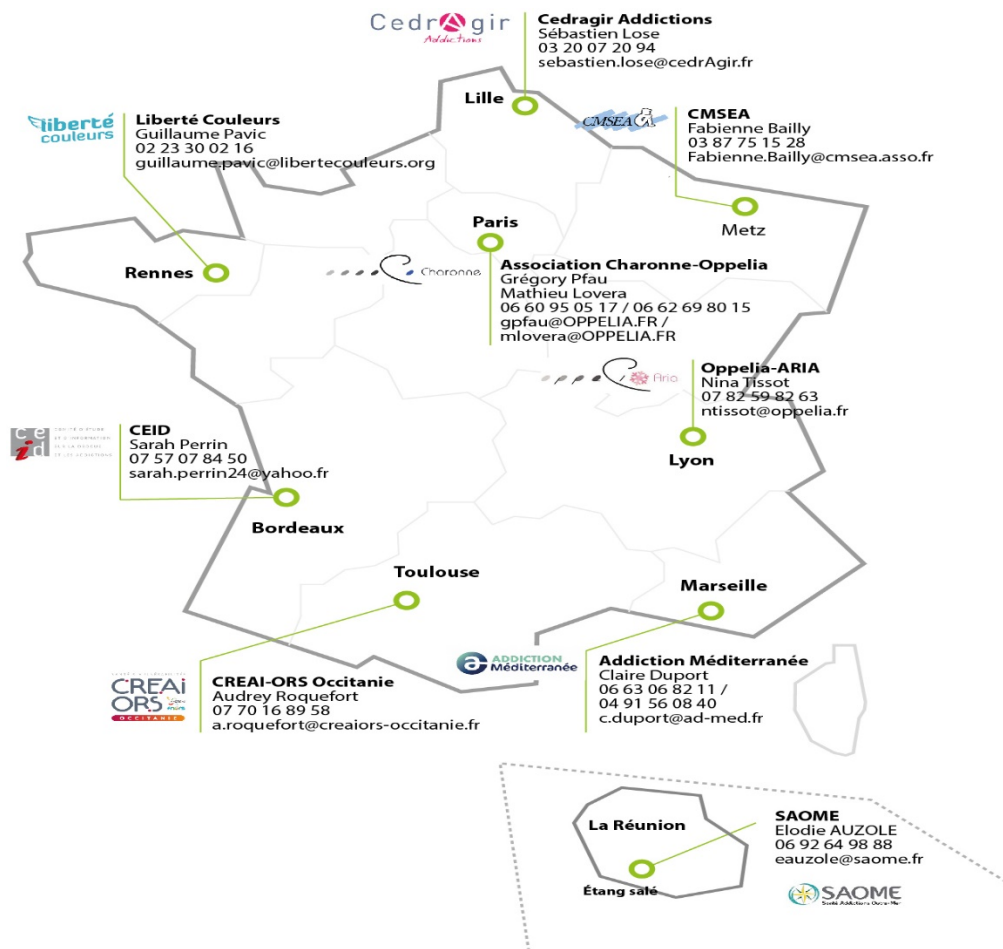 CedrAgir
Addictions
Cedragir Addictions
Sébastien Lose
03 20 07 20 94
sebastien.lose@cedrAgir.fr
Lille
liberté
couleurs
Liberté Couleurs
Guillaume Pavic
02 23 30 02 16
guillaume.pavic@libertecouleurs.org
Rennes
CMSEA
CMSEA
Fabienne Bailly
03 87 75 15 28
Fabienne.Bailly@cmsea.asso.fr
Metz
Paris
Charonne
Association Charonne-Oppelia
Grégory Pfau
Mathieu Lovera
06 60 95 05 17 / 06 62 69 80 15
gpfau@OPPELIA.FR /
mlovera@OPPELIA.FR
Aria
Oppelia-ARIA
Nina Tissot
07 82 59 82 63
ntissot@oppelia.fr
Lyon
ceid
CEID
Sarah Perrin
07 57 07 84 50
sarah.perrin24@yahoo.fr
Bordeaux
Toulouse
CREAI
ORS
OCCITANIE
CREAI-ORS Occitanie
Audrey Roquefort
07 70 16 89 58
a.roquefort@creaiors-occitanie.fr
Marseille
ADDICTION
Méditerranée
Addiction Méditerranée
Claire Duport
06 63 06 82 11 /
04 91 56 08 40
c.duport@ad-med.fr
La Réunion
Étang salé
SAOME
Elodie AUZOLE
06 92 64 98 88
eauzole@saome.fr
SAOME
Santé Addictions Outre-Mer